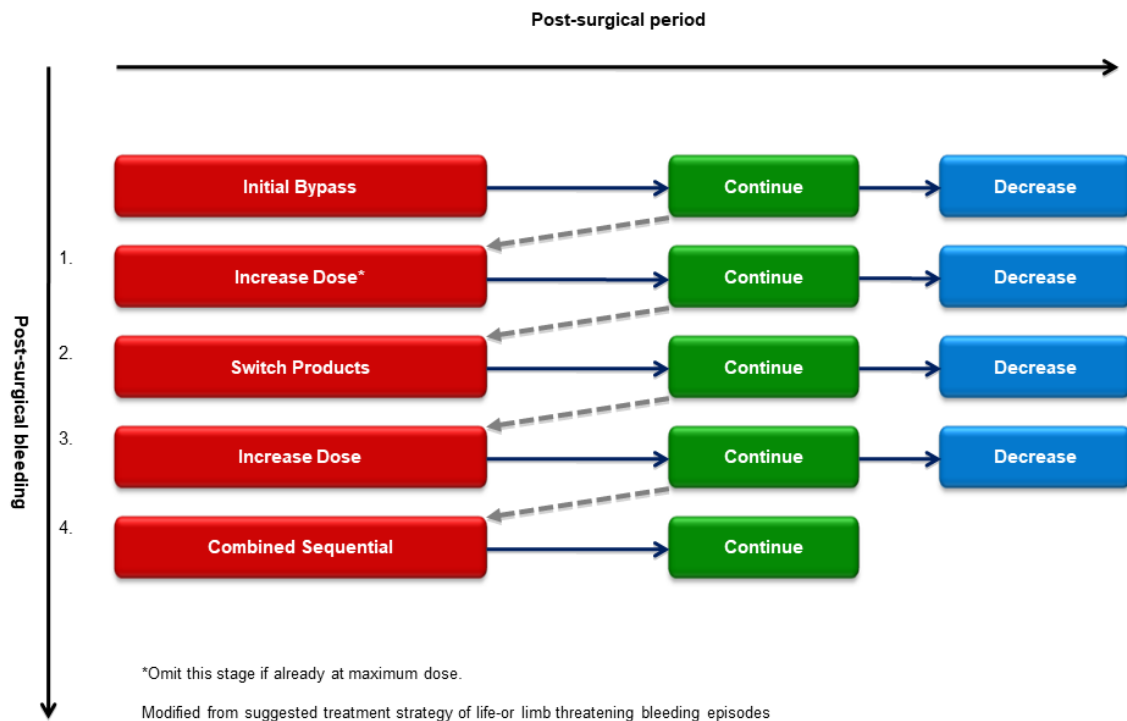 Post-surgical period
Post-surgical bleeding
Initial Bypass
Continue
Decrease
1.
Increase Dose*
Continue
Decrease
2.
Switch Products
Continue
Decrease
3.
Increase Dose
Continue
Decrease
4.
Combined Sequential
Continue
*Omit this stage if already at maximum dose.
Modified from suggested treatment strategy of life-or limb threatening bleeding episodes